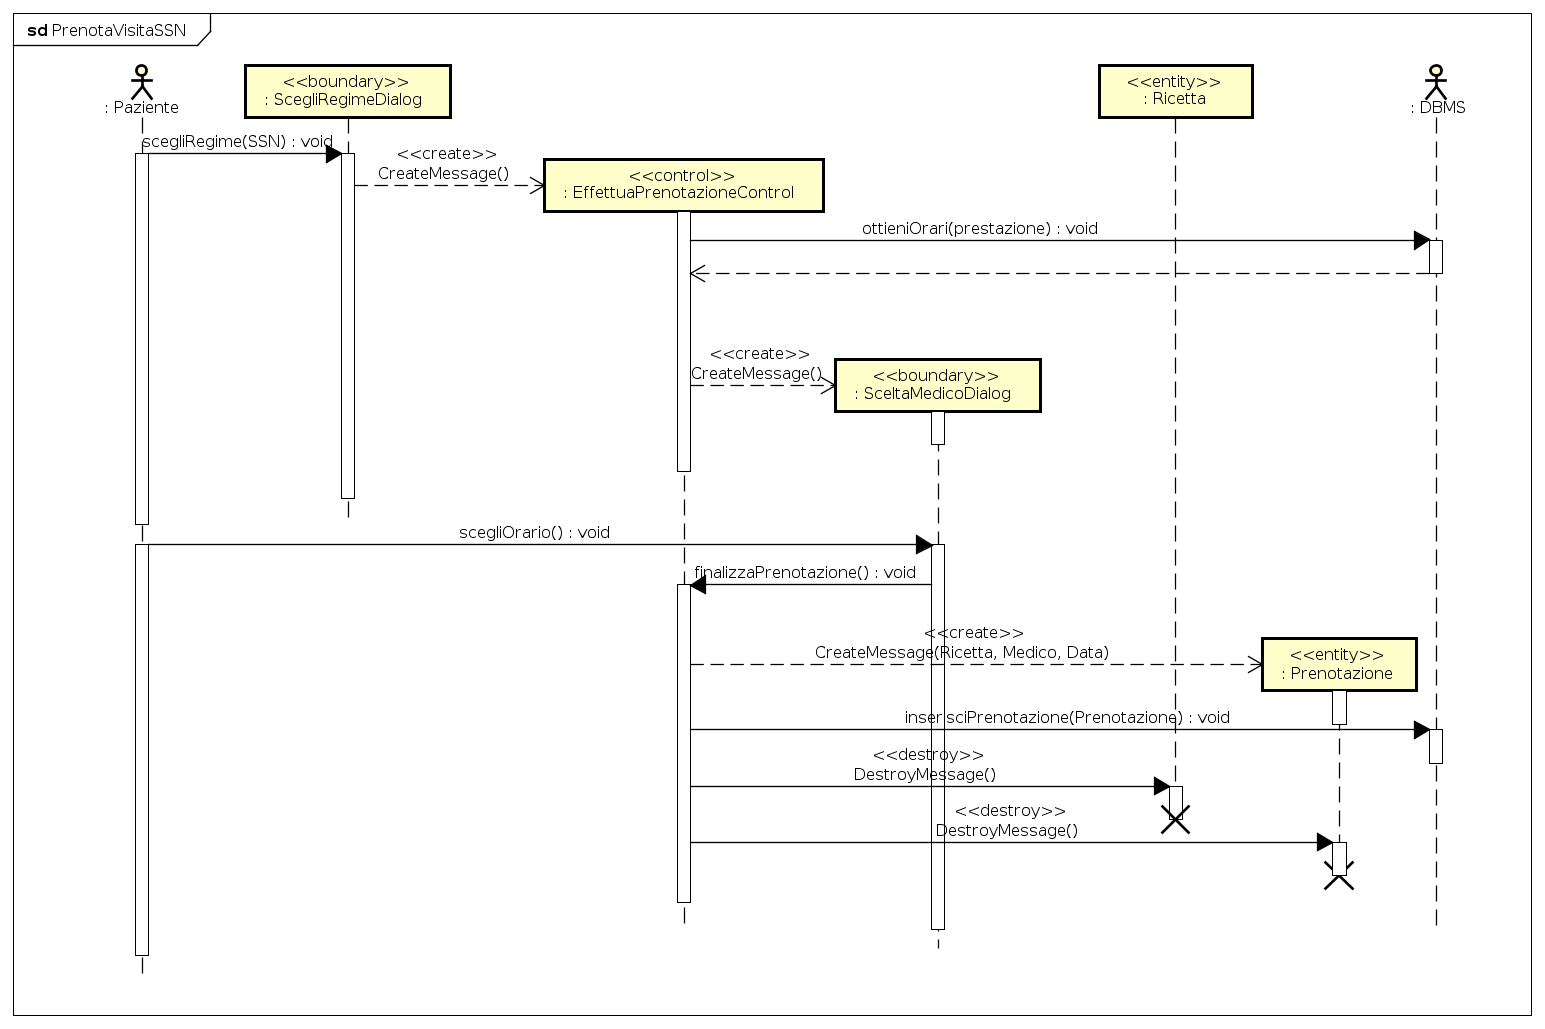 sd PrenotaVisitaSSN
: Paziente
<<boundary>>
: ScegliRegimeDialog
<<entity>>
: Ricetta
: DBMS
scegliRegime(SSN) : void
<<create>>
CreateMessage()
<<control>>
: EffettuaPrenotazioneControl
ottieniOrari(prestazione) : void
<<create>>
CreateMessage()
<<boundary>>
: SceltaMedicoDialog
scegliOrario() : void
finalizzaPrenotazione() : void
<<create>>
CreateMessage(Ricetta, Medico, Data)
<<entity>>
: Prenotazione
inserisciPrenotazione(Prenotazione) : void
<<destroy>>
DestroyMessage()
<<destroy>>
DestroyMessage()